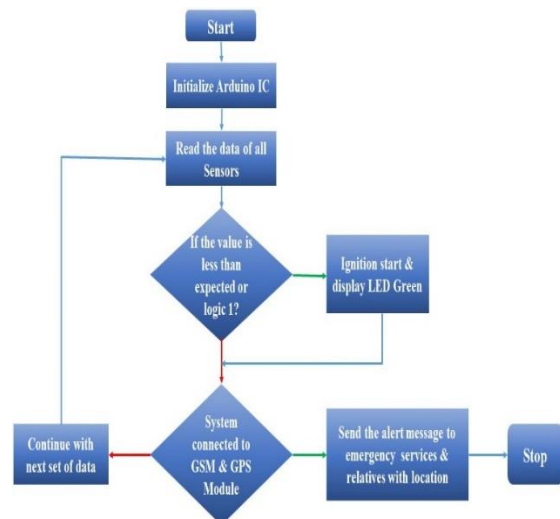 Start
Initialize Arduino IC
Read the data of all
Sensors
If the value is
less than
expected or
logic 1?
Ignition start &
display LED Green
System
connected to
GSM & GPS
Module
Continue with
next set of data
Send the alert message to
emergency services &
relatives with location
Stop